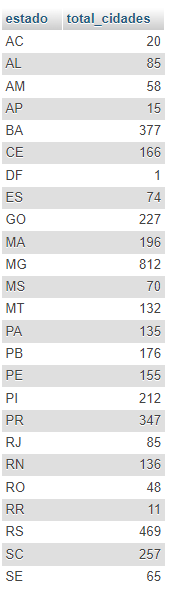 estado total_cidades
AC 20
AL 85
AM 58
AP 15
BA 377
CE 166
DF 1
ES 74
GO 227
MA 196
MG 812
MS 70
MT 132
PA 135
PB 176
PE 155
PI 212
PR 347
RJ 85
RN 136
RO 48
RR 11
RS 469
SC 257
SE 65